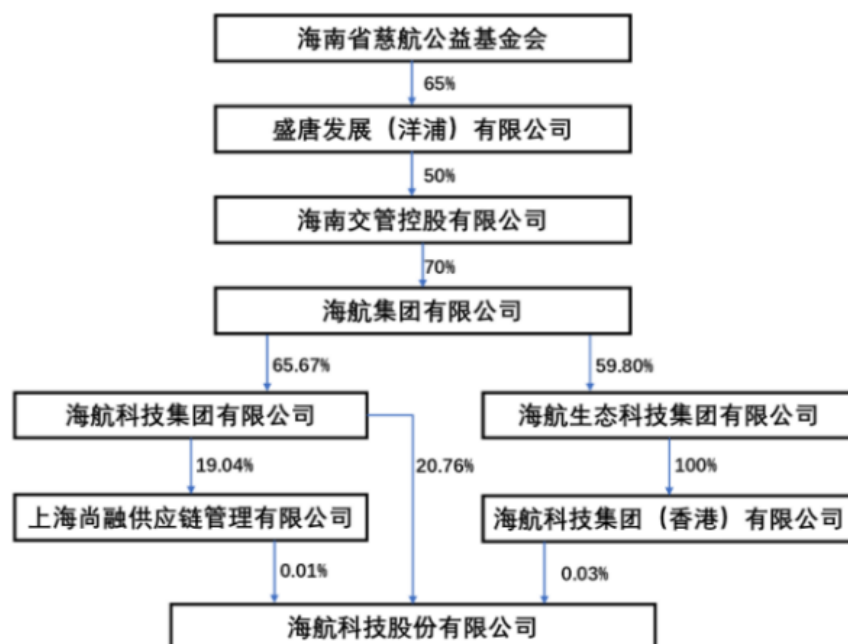 海南省慈航公益基金会
65%
盛唐发展（洋浦）有限公司
50%
海南交管控股有限公司
70%
海航集团有限公司
65.67%
59.80%
海航科技集团有限公司
海航生态科技集团有限公司
19.04%
20.76%
100%
上海尚融供应链管理有限公司
海航科技集团（香港）有限公司
0.01%
0.03%
海航科技股份有限公司